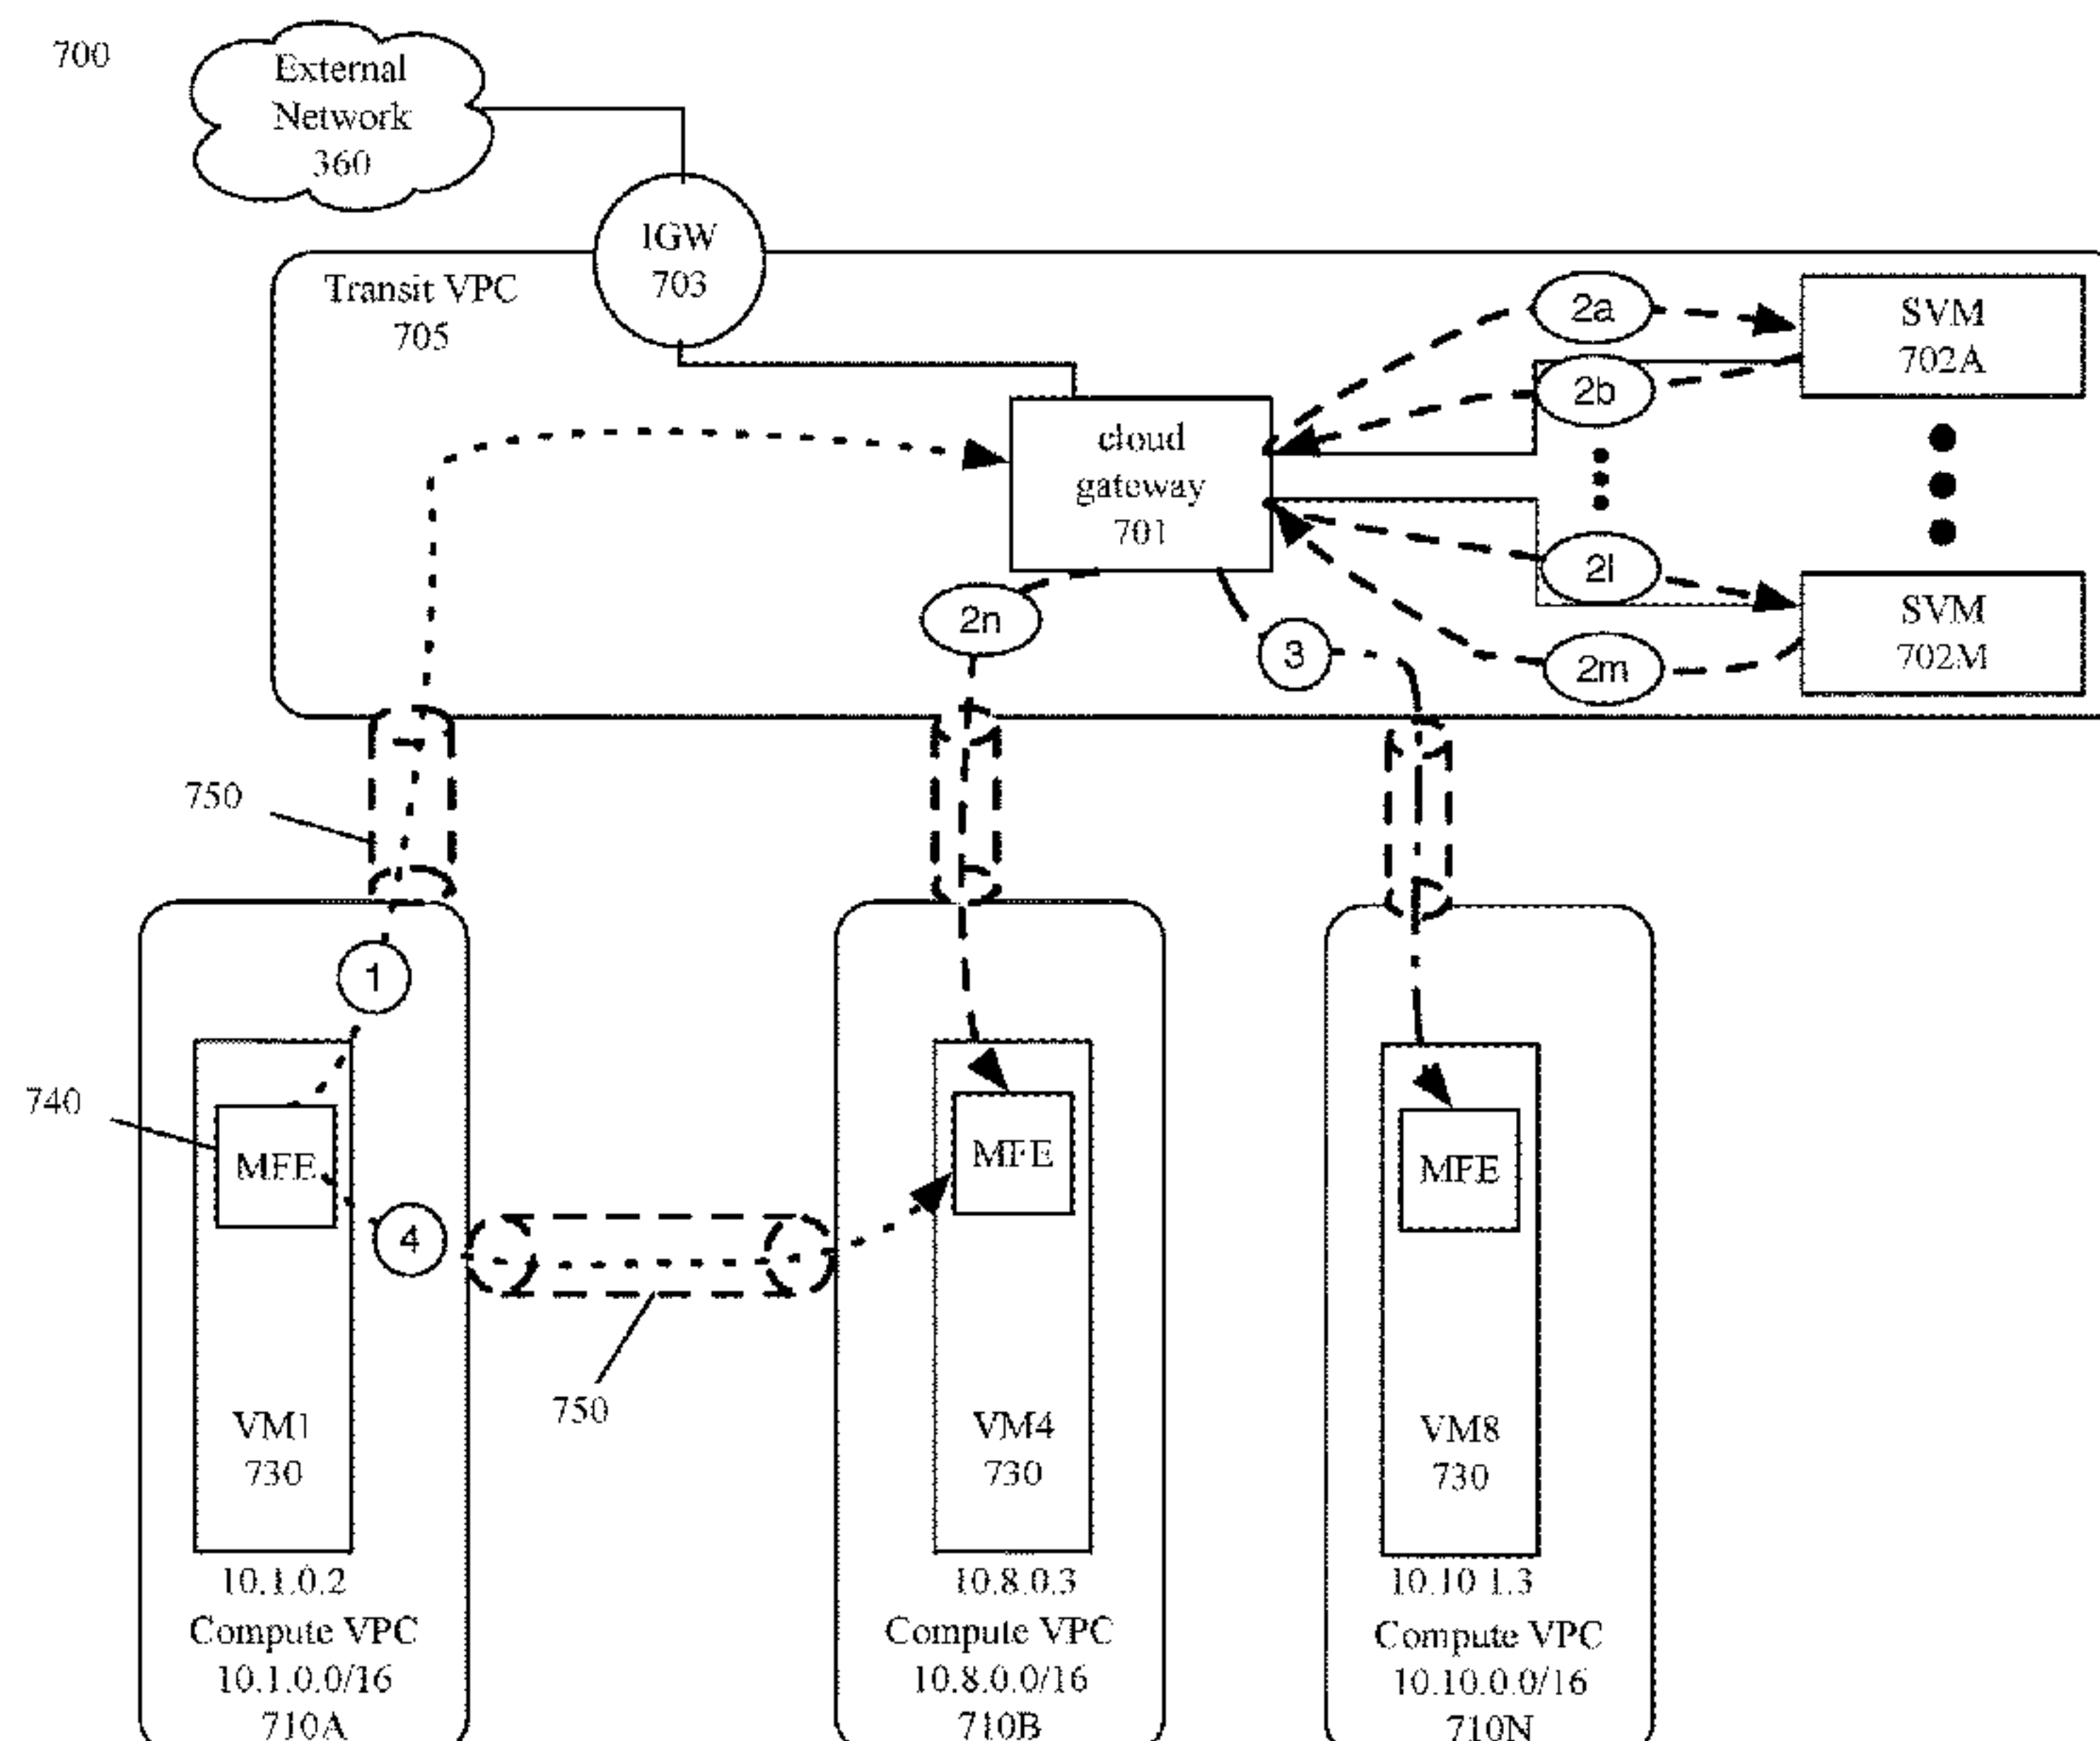 700
External
Network
360
IGW
703
Transit VPC
705
2a
SVM
702A
2b
cloud
gateway
701
2l
SVM
702M
2n
3
2m
750
1
740
MFE
MFE
MFE
4
750
VM1
730
VM4
730
VM8
730
10.1.0.2
Compute VPC
10.1.0.0/16
710A
10.8.0.3
Compute VPC
10.8.0.0/16
710B
10.10 1.3
Compute VPC
10.10.0.0/16
710N